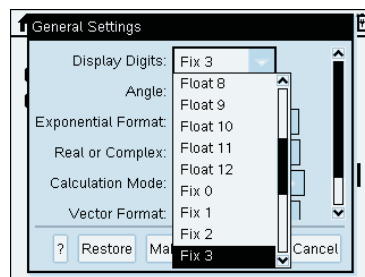 General Settings
Display Digits: Fix 3
Angle:
Exponential Format:
Real or Complex:
Calculation Mode:
Vector Format:
Float 8
Float 9
Float 10
Float 11
Float 12
Fix 0
Fix 1
Fix 2
Fix 3
? Restore Ma Cancel